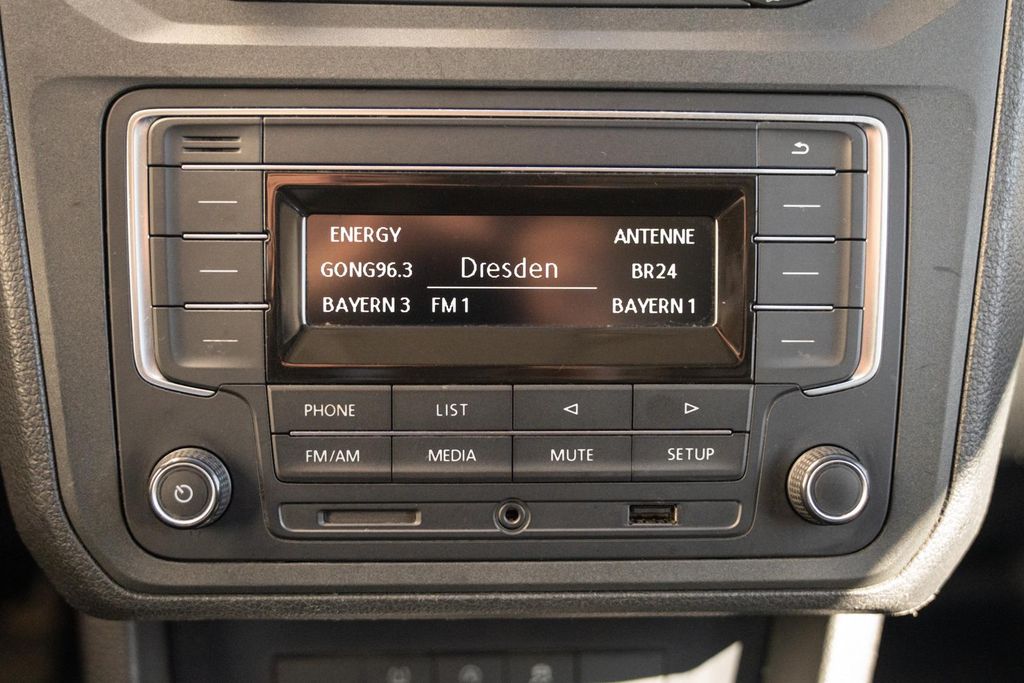 ENERGY
GONG96.3
BAYERN 3
Dresden
FM 1
ANTENNE
BR24
BAYERN 1
PHONE
LIST
FM/AM
MEDIA
MUTE
SETUP